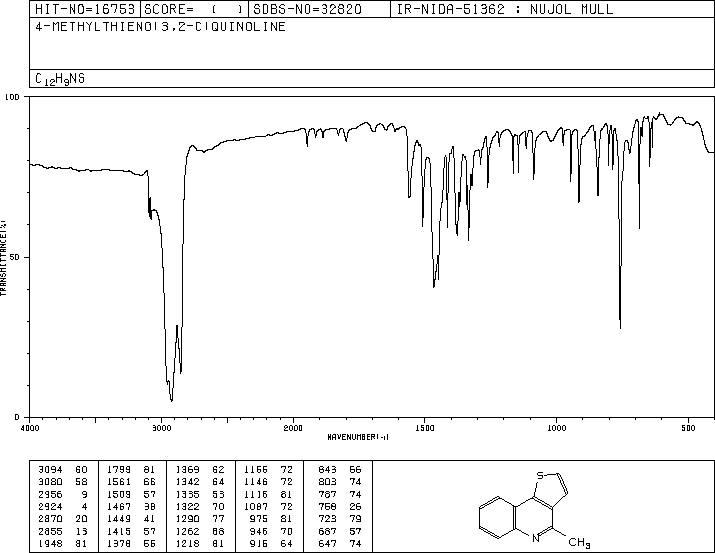 HIT-NO=16753 SCORE= ( ) SDBS-NO=32820 IR-NIDA-51362 : NUJOL MULL
4-METHYLTHIENO(3,2-C)QUINOLINE
C12H9NS
100
50
0
TRANSMITTANCE(%)
4000 3000 2000 1500 1000 500
WAVENUMBER(-1)
3094 60 1799 81 1369 62 1166 72 843 66
3080 58 1561 66 1342 64 1146 72 803 74
2956 9 1509 57 1335 53 1116 81 787 74
2924 4 1467 38 1322 70 1087 72 758 26
2870 20 1449 41 1290 77 975 81 723 79
2855 13 1415 57 1262 68 946 70 687 57
1948 81 1378 55 1218 81 916 64 647 74
S
N
CH3